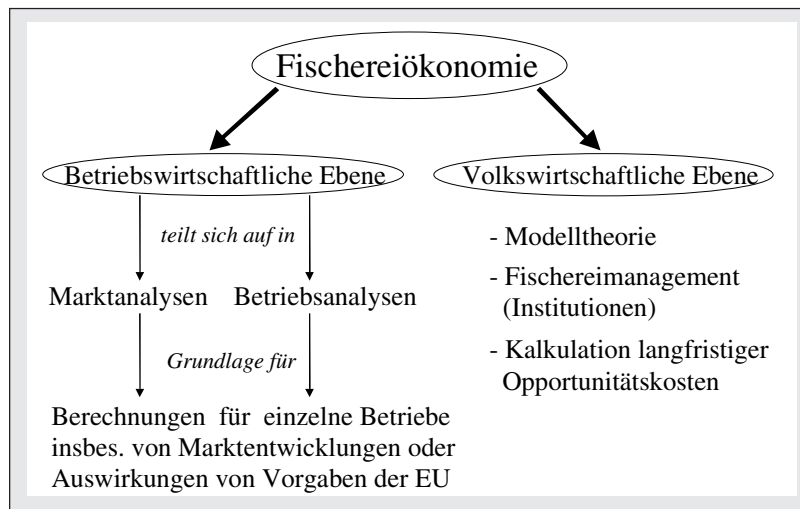 Fischereiökonomie
Betriebswirtschaftliche Ebene
teilt sich auf in
Marktanalysen Betriebsanalysen
Grundlage für
Berechnungen für einzelne Betriebe
insbes. von Marktentwicklungen oder
Auswirkungen von Vorgaben der EU
Volkswirtschaftliche Ebene
- Modelltheorie
- Fischereimanagement
(Institutionen)
- Kalkulation langfristiger
Opportunitätskosten